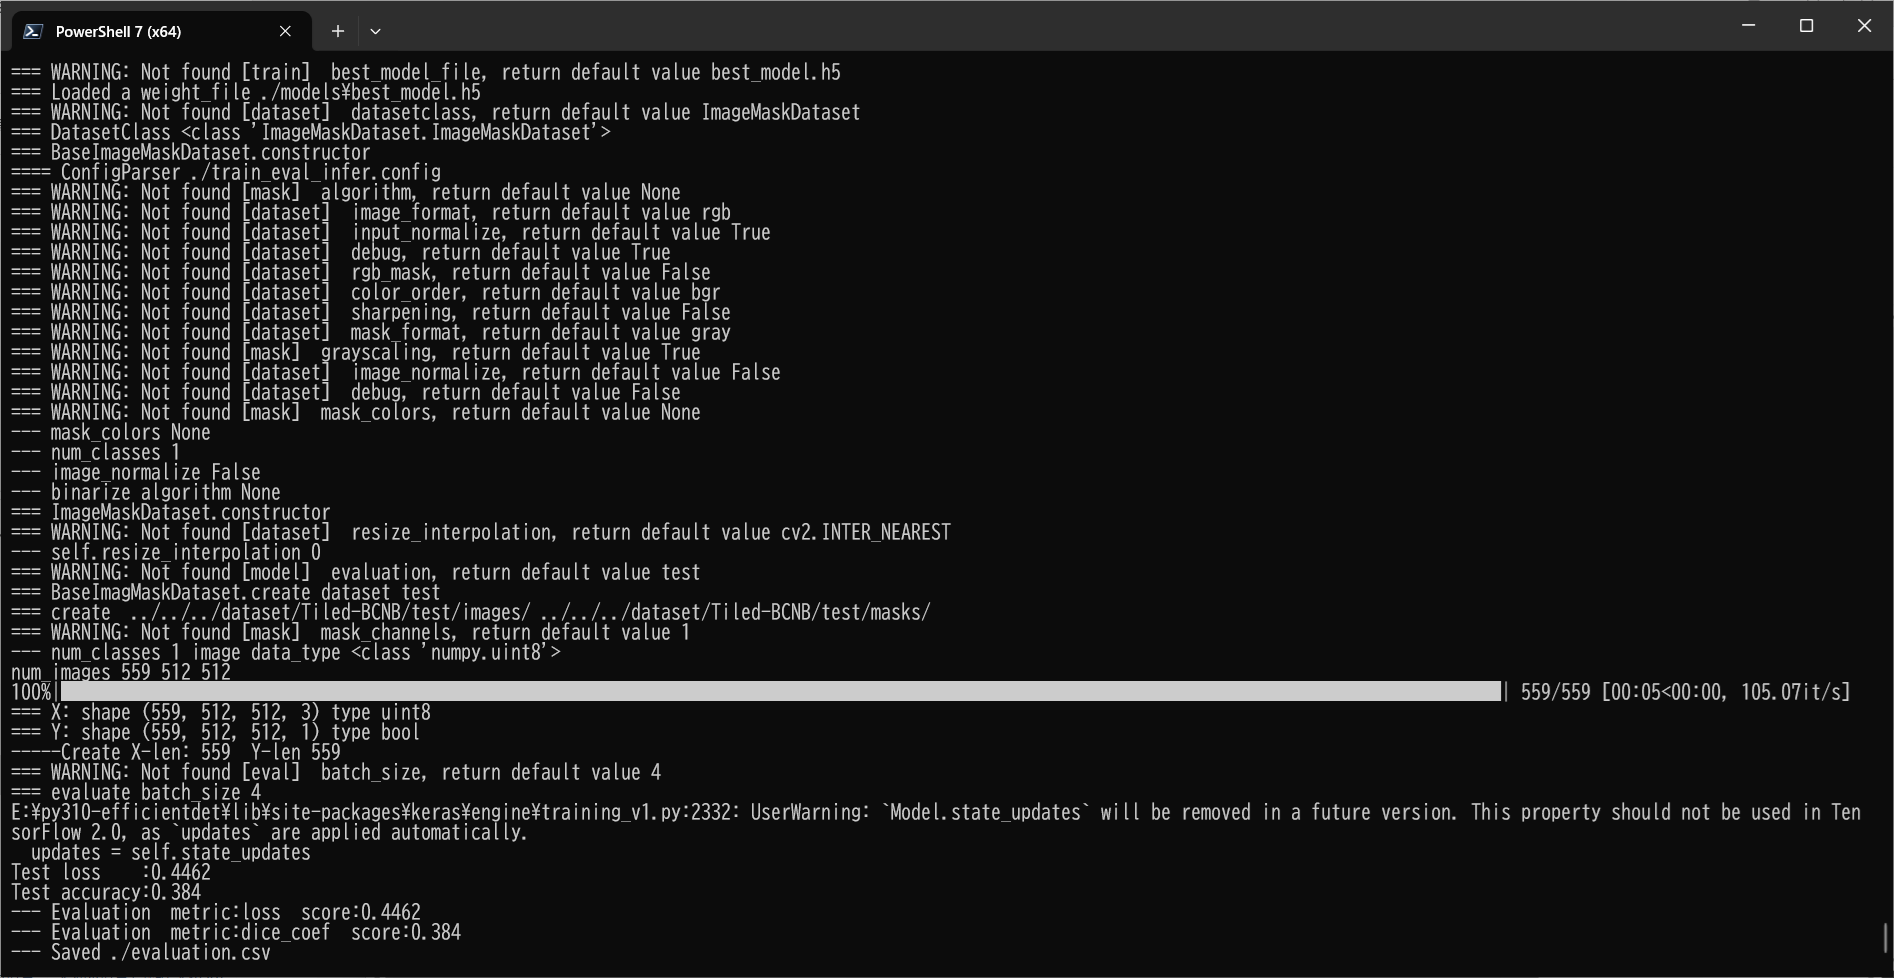 PowerShell 7 (x64)
=== WARNING: Not found [train]  best_model_file, return default value best_model.h5
=== Loaded a weight_file ./models¥best_model.h5
=== WARNING: Not found [dataset]  datasetclass, return default value ImageMaskDataset
=== DatasetClass <class 'ImageMaskDataset.ImageMaskDataset'>
=== BaseImageMaskDataset.constructor
==== ConfigParser ./train_eval_infer.config
=== WARNING: Not found [mask]  algorithm, return default value None
=== WARNING: Not found [dataset]  image_format, return default value rgb
=== WARNING: Not found [dataset]  input_normalize, return default value True
=== WARNING: Not found [dataset]  debug, return default value True
=== WARNING: Not found [dataset]  rgb_mask, return default value False
=== WARNING: Not found [dataset]  color_order, return default value bgr
=== WARNING: Not found [dataset]  sharpening, return default value False
=== WARNING: Not found [dataset]  mask_format, return default value gray
=== WARNING: Not found [mask]  grayscaling, return default value True
=== WARNING: Not found [dataset]  image_normalize, return default value False
=== WARNING: Not found [dataset]  debug, return default value False
=== WARNING: Not found [mask]  mask_colors, return default value None
--- mask_colors None
--- num_classes 1
--- image_normalize False
--- binarize algorithm None
=== ImageMaskDataset.constructor
=== WARNING: Not found [dataset]  resize_interpolation, return default value cv2.INTER_NEAREST
--- self.resize_interpolation 0
=== WARNING: Not found [model]  evaluation, return default value test
=== BaseImagMaskDataset.create dataset test
=== create  ../../../dataset/Tiled-BCNB/test/images/ ../../../dataset/Tiled-BCNB/test/masks/
=== WARNING: Not found [mask]  mask_channels, return default value 1
--- num_classes 1 image data_type <class 'numpy.uint8'>
num_images 559 512 512
100%| | 559/559 [00:05<00:00, 105.07it/s]
=== X: shape (559, 512, 512, 3) type uint8
=== Y: shape (559, 512, 512, 1) type bool
-----Create X-len: 559  Y-len 559
=== WARNING: Not found [eval]  batch_size, return default value 4
=== evaluate batch_size 4
E:¥py310-efficientdet¥lib¥site-packages¥keras¥engine¥training_v1.py:2332: UserWarning: `Model.state_updates` will be removed in a future version. This property should not be used in Ten
sorFlow 2.0, as `updates` are applied automatically.
  updates = self.state_updates
Test loss    :0.4462
Test accuracy:0.384
--- Evaluation  metric:loss  score:0.4462
--- Evaluation  metric:dice_coef  score:0.384
--- Saved ./evaluation.csv